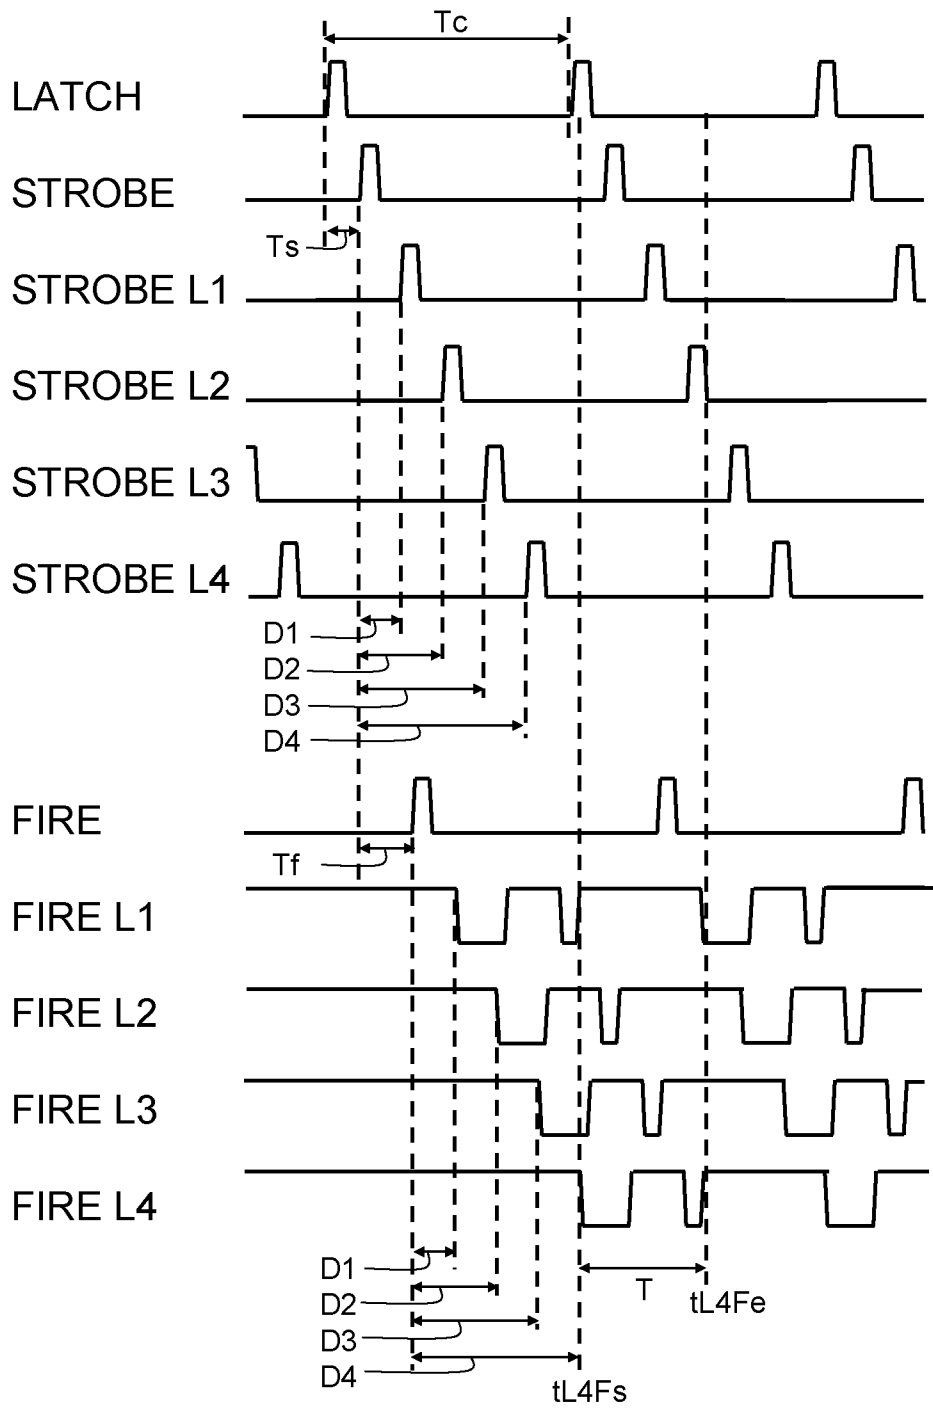 Tc
LATCH
STROBE
Ts
STROBE L1
STROBE L2
STROBE L3
STROBE L4
D1
D2
D3
D4
FIRE
Tf
FIRE L1
FIRE L2
FIRE L3
FIRE L4
D1
D2
D3
D4
T
tL4Fe
tL4Fs